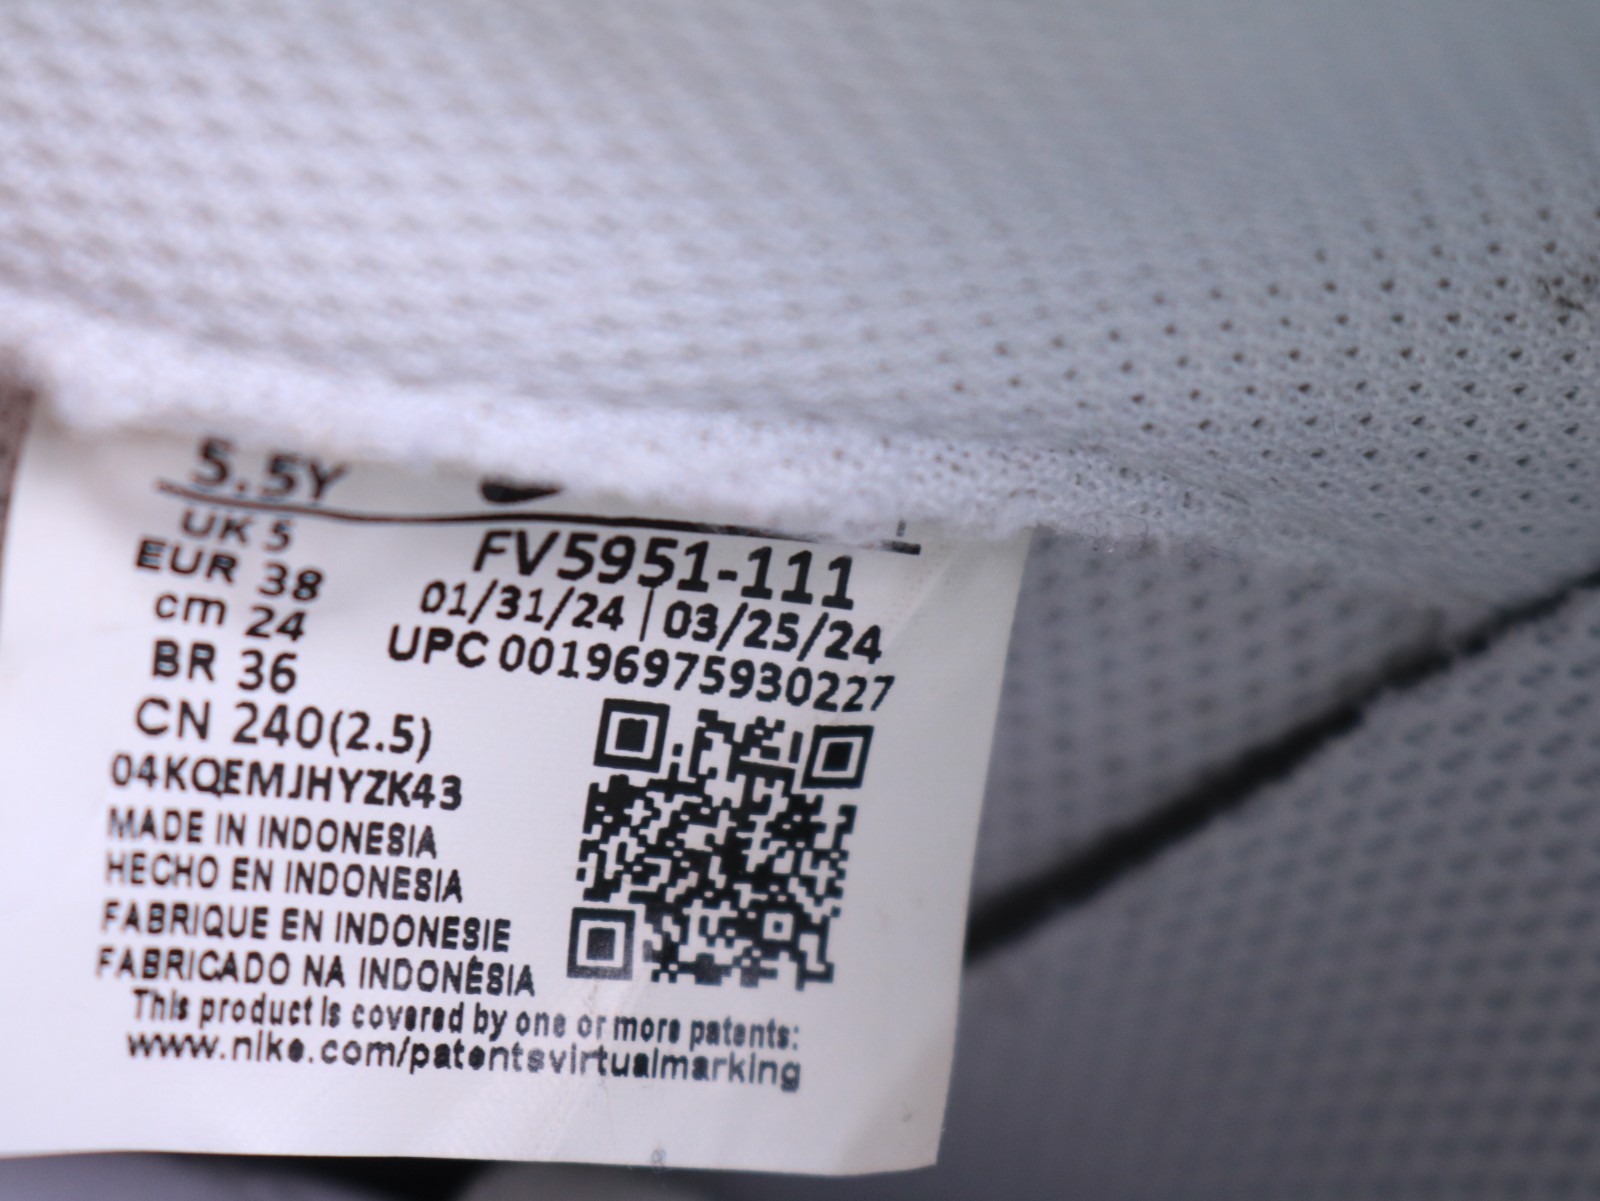 5.5Y
UK 5
EUR 38
cm 24
BR 36
CN 240(2.5)
04KQEMJHYZK43
FV5951-111
01/31/24 | 03/25/24
UPC 00196975930227
MADE IN INDONESIA
HECHO EN INDONESIA
FABRIQUE EN INDONESIE
FABRICADO NA INDONÉSIA
This product is covered by one or more patents:
www.nike.com/patentsvirtualmarking